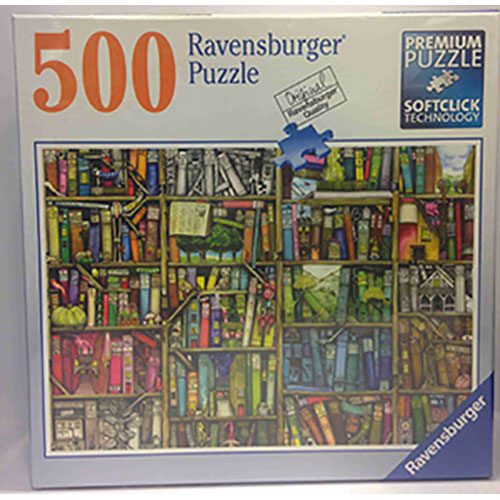 500
Ravensburger®
Puzzle
Original
Ravensburger
Quality
PREMIUM
PUZZLE
SOFTCLICK
TECHNOLOGY
Ravensburger